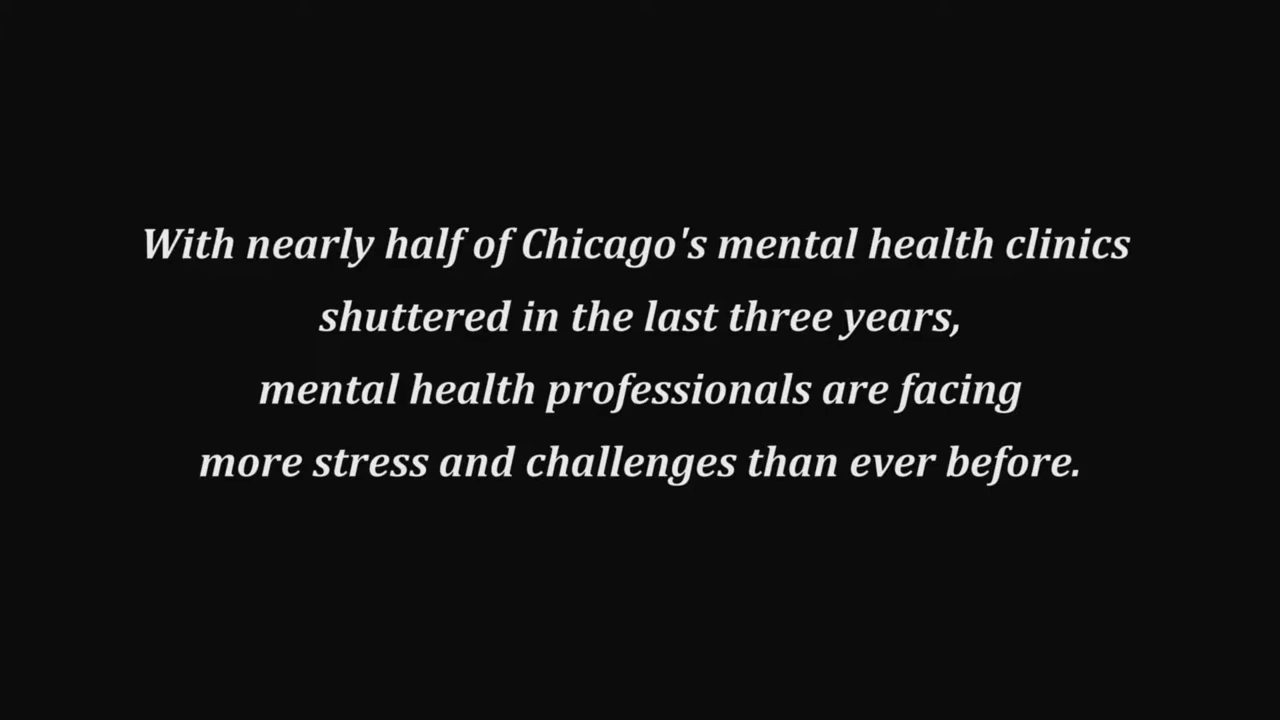 With nearly half of Chicago's mental health clinics
shuttered in the last three years,
mental health professionals are facing
more stress and challenges than ever before.